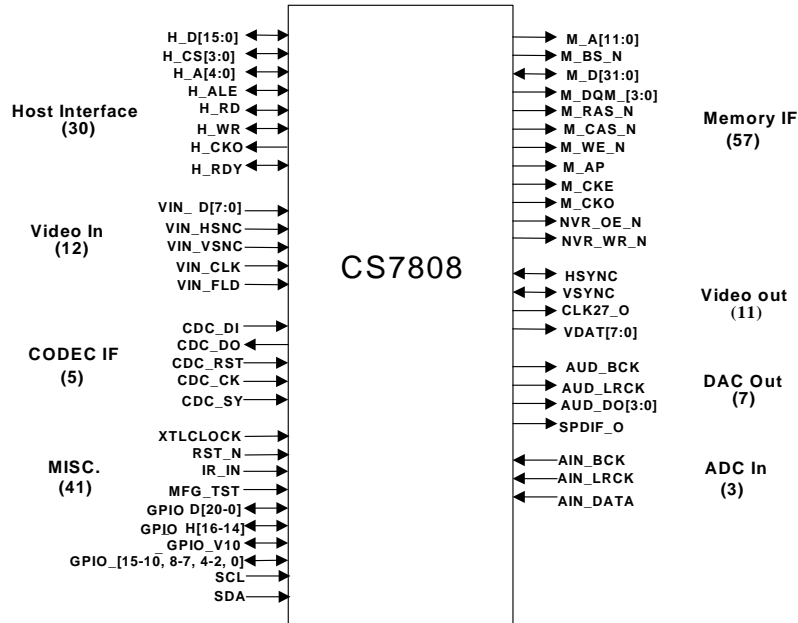 H_D[15:0]
H_CS[3:0]
H_A[4:0]
H_ALE
H_RD
H_WR
H_CKO
H_RDY
Host Interface
(30)
VIN_ D[7:0]
VIN_HSNC
VIN_VSNC
VIN_CLK
VIN_FLD
Video In
(12)
CDC_DI
CDC_DO
CDC_RST
CDC_CK
CDC_SY
CODEC IF
(5)
XTLCLOCK
RST_N
IR_IN
MFG_TST
GPIO_D[20-0]
GPIO_H[16-14]
GPIO_V10
GPIO_[15-10, 8-7, 4-2, 0]
SCL
SDA
MISC.
(41)
CS7808
M_A[11:0]
M_BS_N
M_D[31:0]
M_DQM_[3:0]
M_RAS_N
M_CAS_N
M_WE_N
M_AP
M_CKE
M_CKO
NVR_OE_N
NVR_WR_N
Memory IF
(57)
HSYNC
VSYNC
CLK27_O
VDAT[7:0]
Video out
(11)
AUD_BCK
AUD_LRCK
AUD_DO[3:0]
SPDIF_O
DAC Out
(7)
AIN_BCK
AIN_LRCK
AIN_DATA
ADC In
(3)